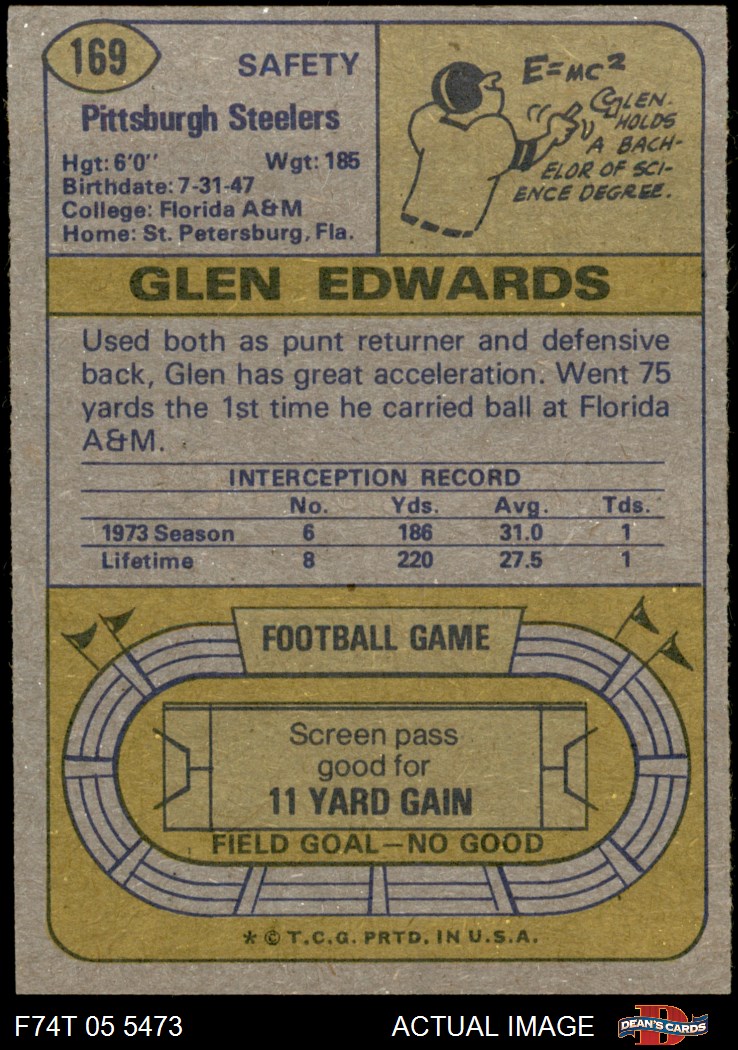 169
SAFETY
Pittsburgh Steelers
Hgt: 6'0" Wgt: 185
Birthdate: 7-31-47
College: Florida A&M
Home: St. Petersburg, Fla.
E=MC2
GLEN
HOLDS
A BACH-
ELOR OF SCI-
ENCE DEGREE.
GLEN EDWARDS
Used both as punt returner and defensive
back, Glen has great acceleration. Went 75
yards the 1st time he carried ball at Florida
A&M.
INTERCEPTION RECORD
No. Yds. Avg. Tds.
1973 Season 6 186 31.0 1
Lifetime 8 220 27.5 1
FOOTBALL GAME
Screen pass
good for
11 YARD GAIN
FIELD GOAL—NO GOOD
* © T.C.G. PRTD. IN U.S.A.
F74T 05 5473 ACTUAL IMAGE
D
DEAN'S CARDS